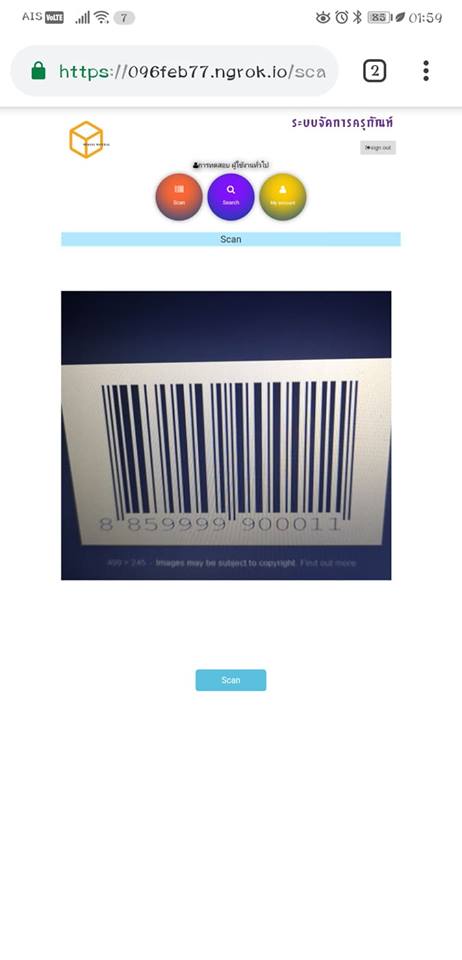 AIS VoLTE 7 85 01:59
https://096feb77.ngrok.io/sca 2
ระบบจัดการครุภัณฑ์
sign out
การทดสอบ ผู้ใช้งานทั่วไป
Scan Search My account
Scan
8 859999 900011
499 × 245 - Images may be subject to copyright. Find out more
Scan